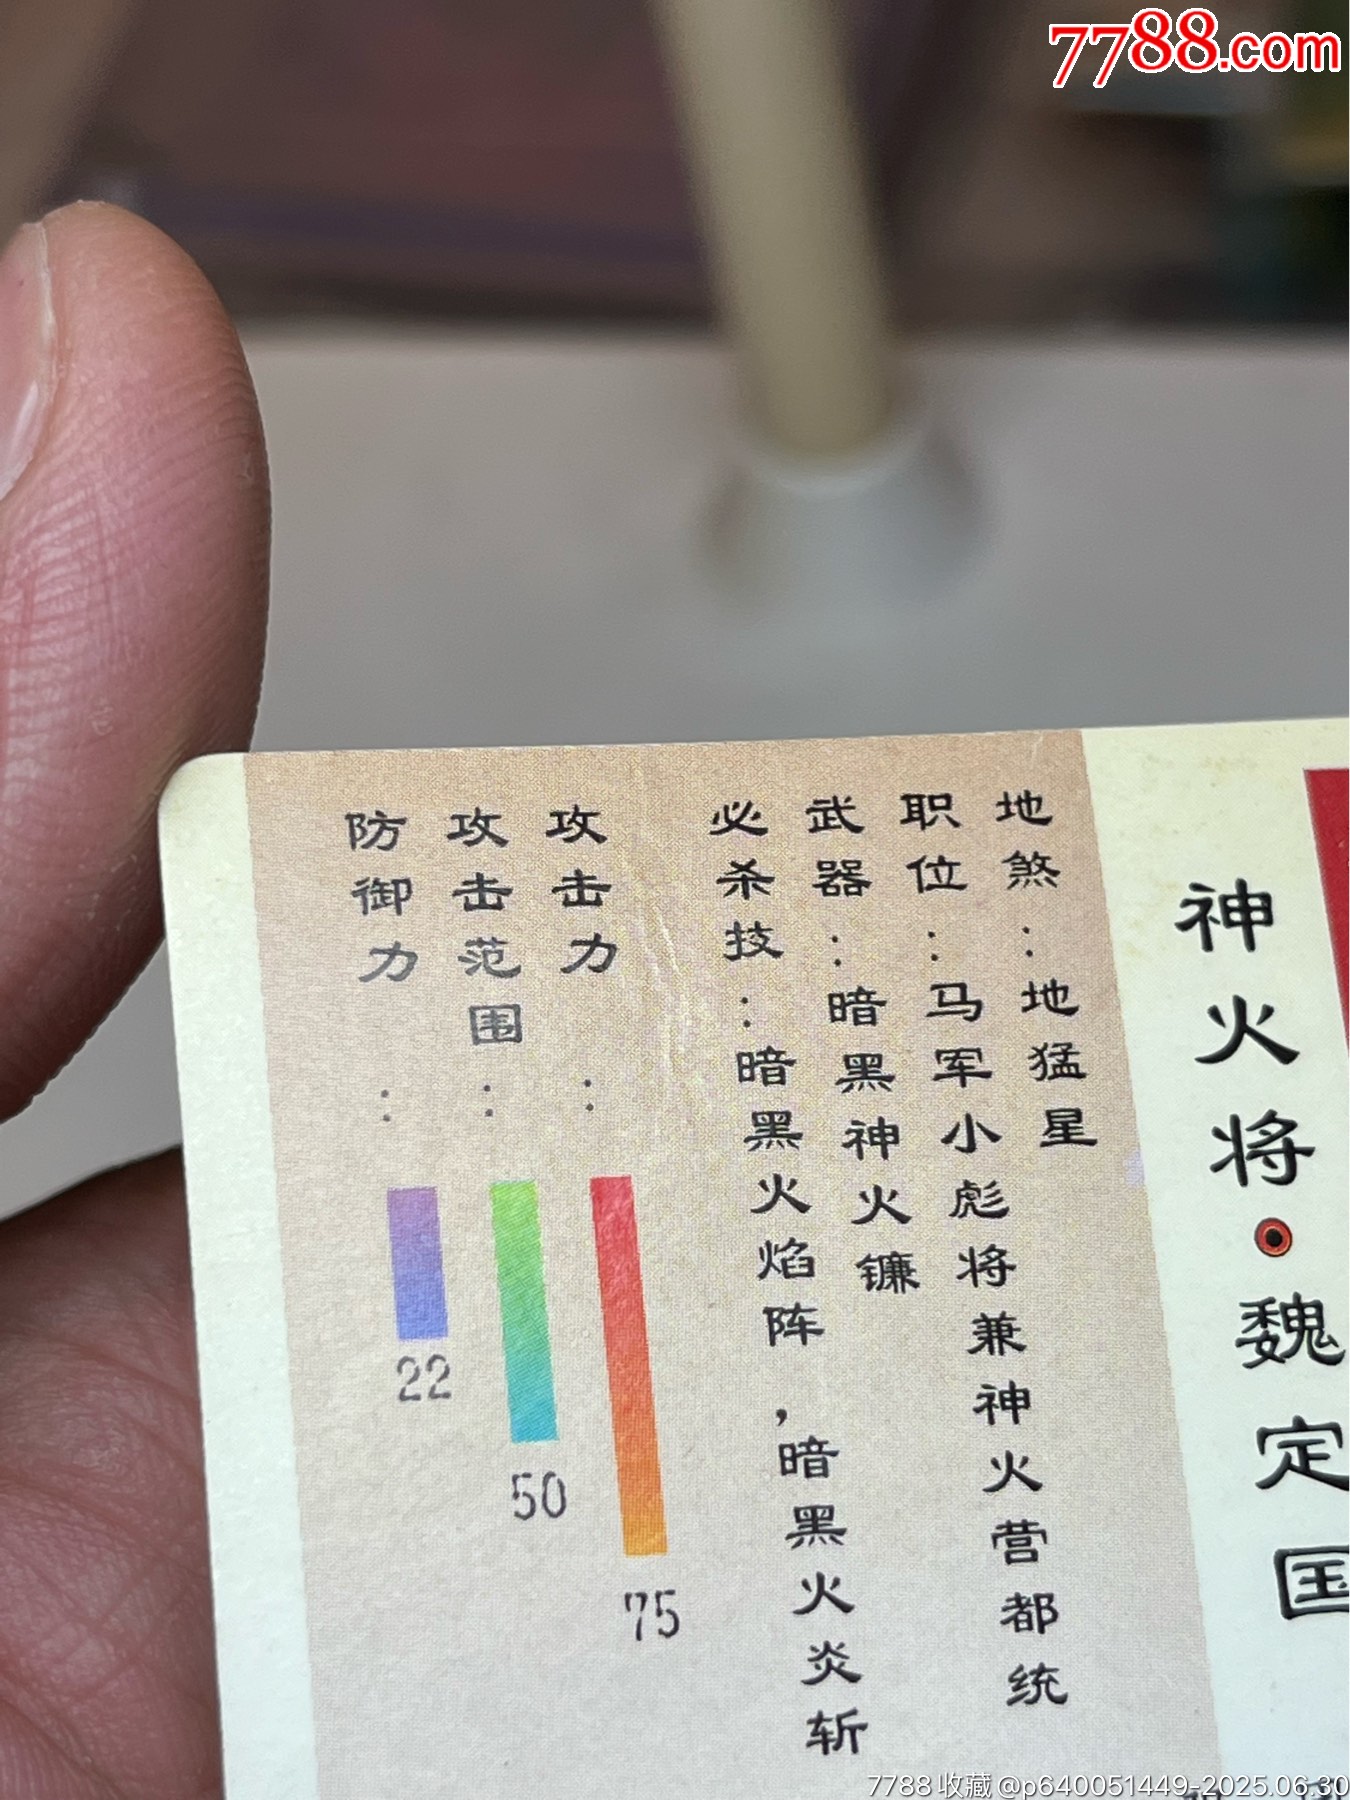 7788.com
神火将·魏定国
地煞：地猛星
职位：马军小彪将兼神火营都统
武器：暗黑神火镰
必杀技：暗黑火焰阵，暗黑火炎斩
攻击力：75
攻击范围：50
防御力：22
7788收藏@p640051449-2025.06.30